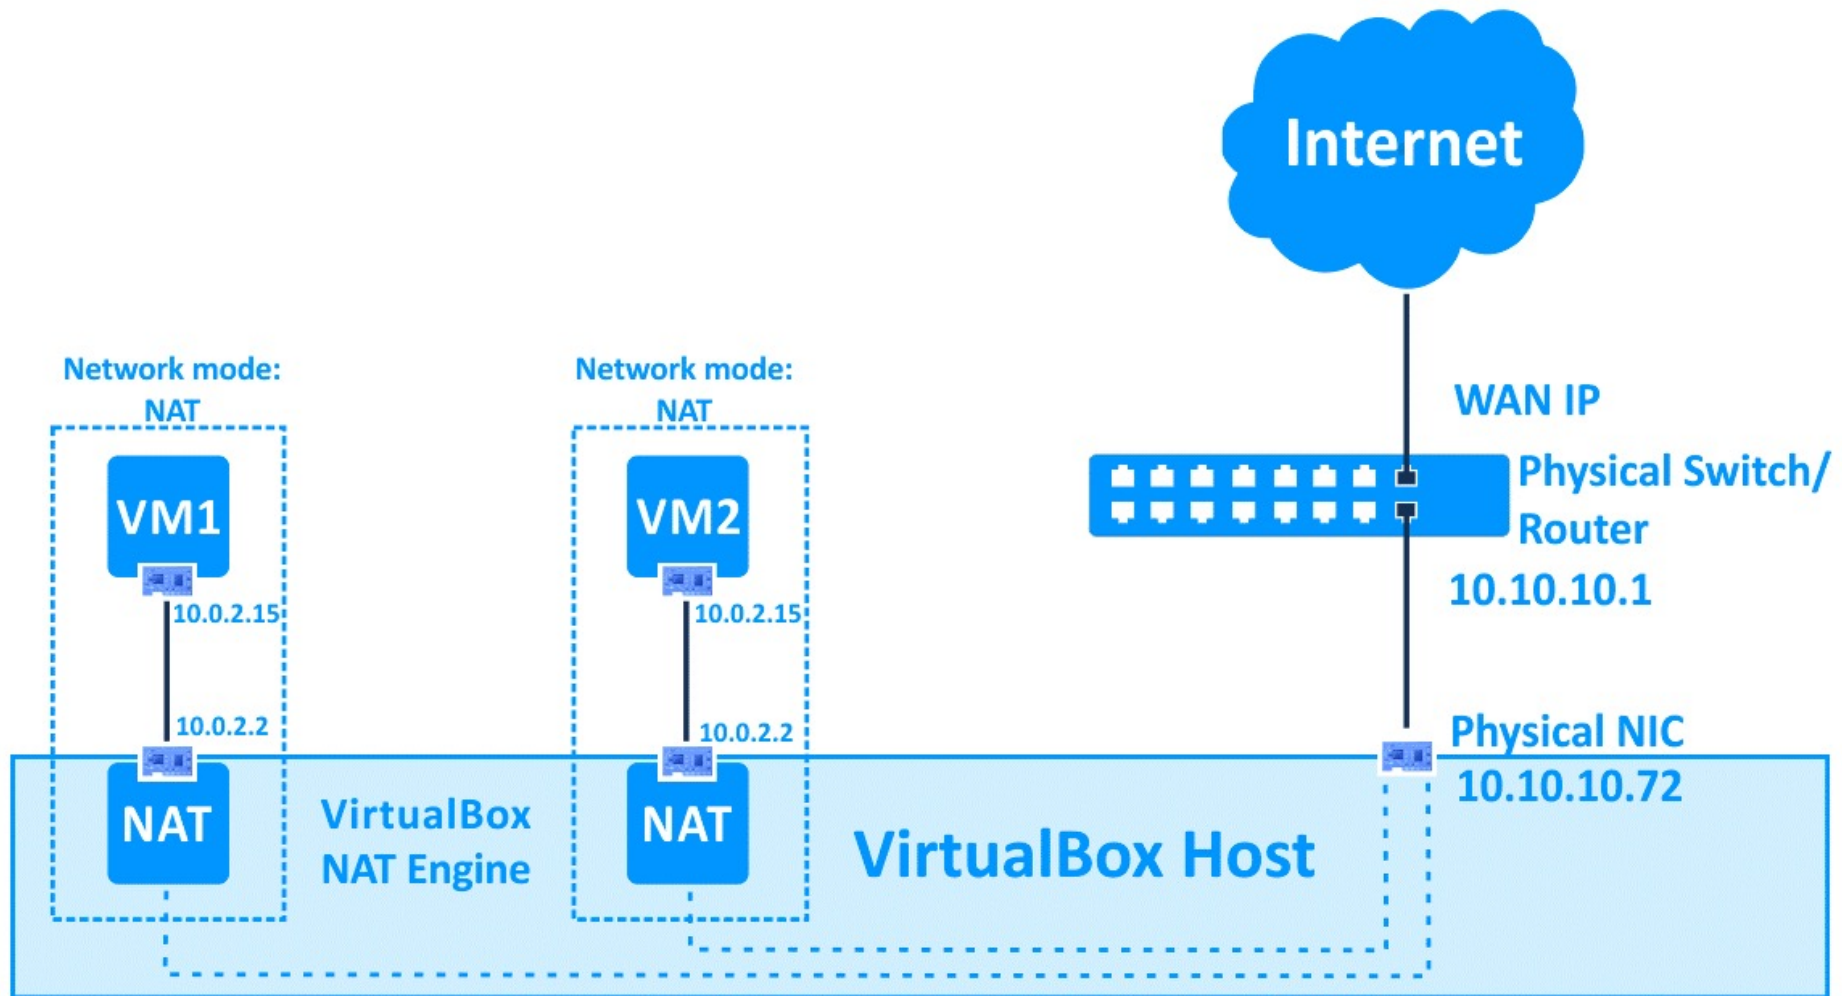 Internet
WAN IP
Physical Switch/
Router
10.10.10.1
Physical NIC
10.10.10.72
Network mode:
NAT
VM1
10.0.2.15
10.0.2.2
NAT
Network mode:
NAT
VM2
10.0.2.15
10.0.2.2
NAT
VirtualBox
NAT Engine
VirtualBox Host